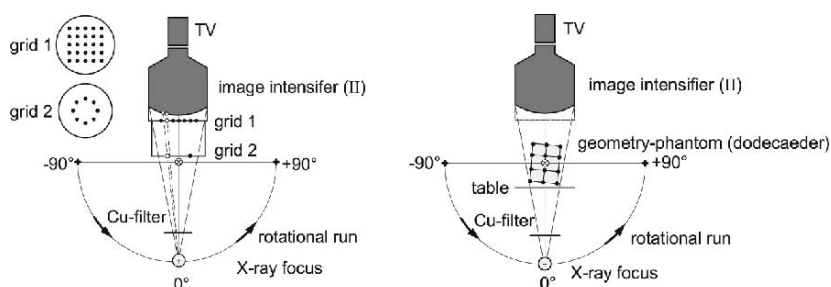 grid 1
grid 2
TV
image intensifer (II)
grid 1
grid 2
-90°
+90°
Cu-filter
rotational run
X-ray focus
0°
TV
image intensifier (II)
geometry-phantom (dodecaeder)
-90°
+90°
table
Cu-filter
rotational run
X-ray focus
0°